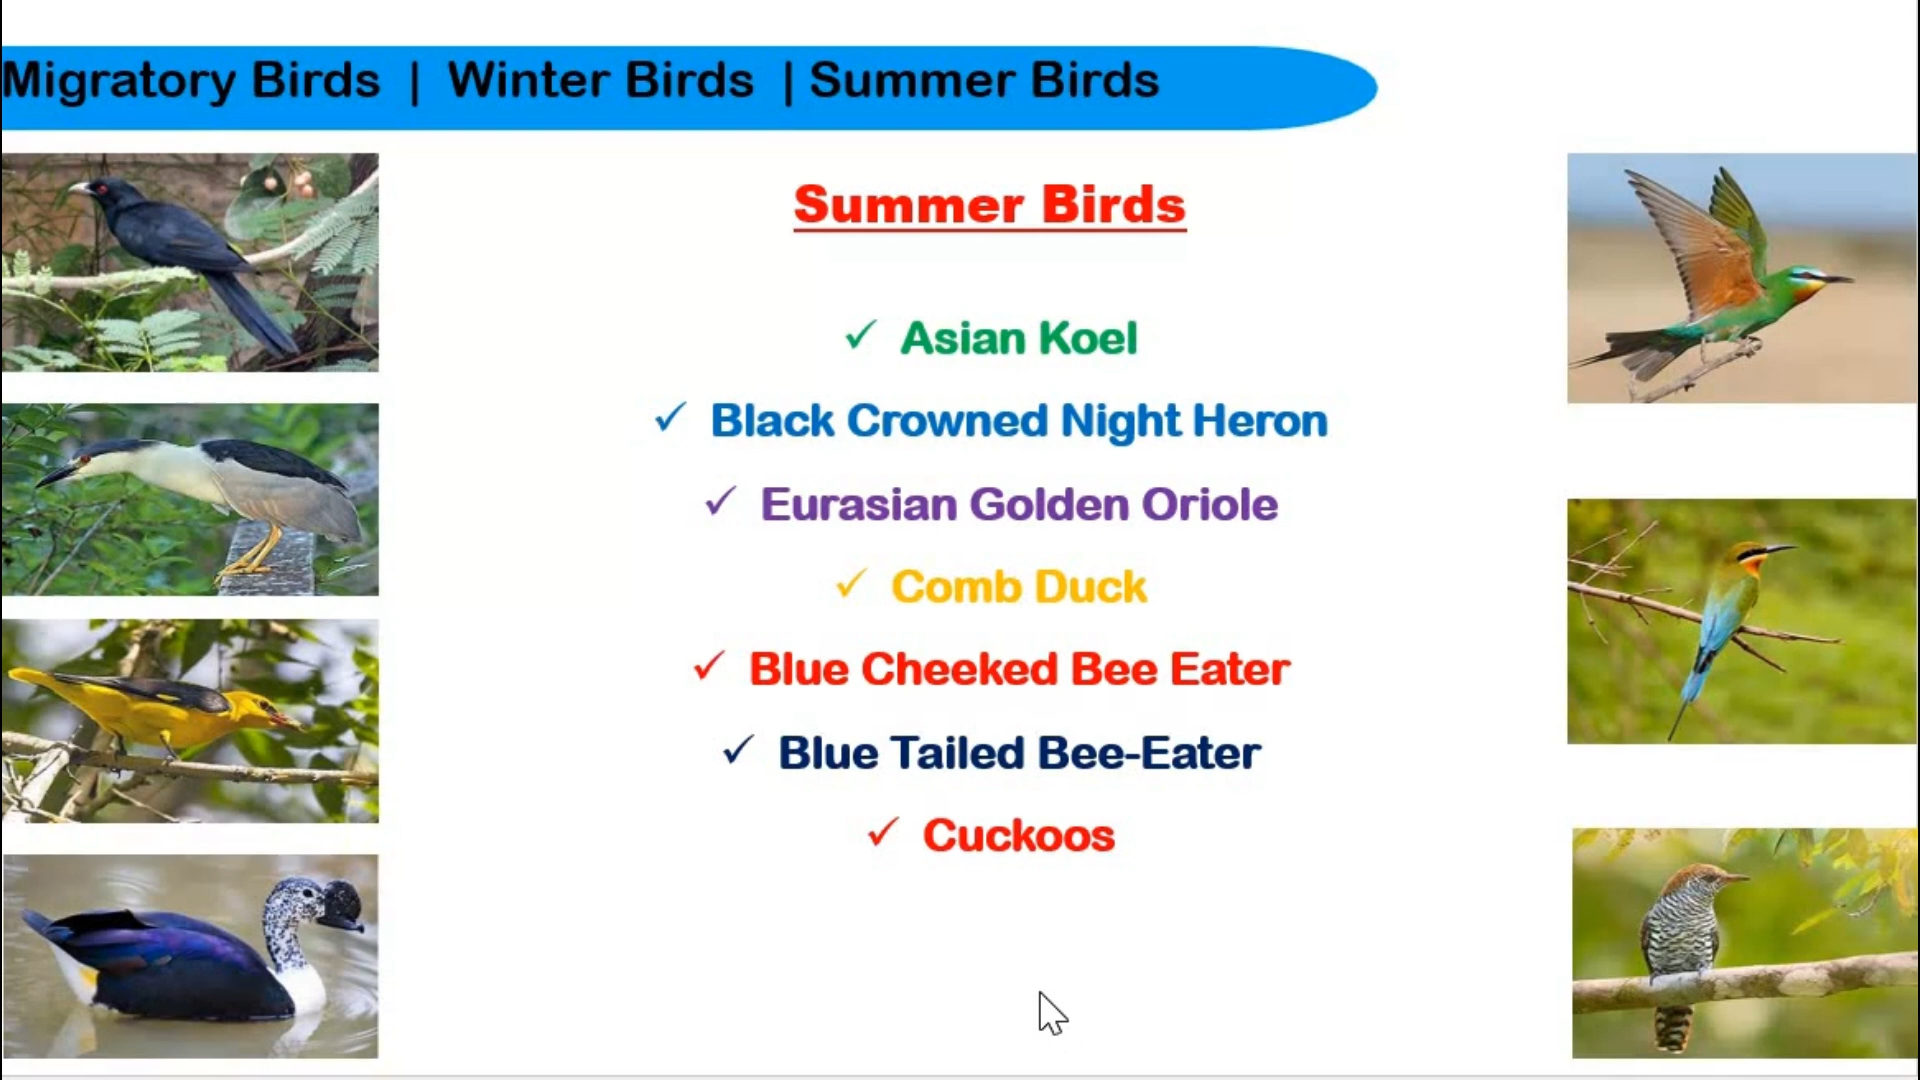 Migratory Birds | Winter Birds | Summer Birds
Summer Birds
✓ Asian Koel
✓ Black Crowned Night Heron
✓ Eurasian Golden Oriole
✓ Comb Duck
✓ Blue Cheeked Bee Eater
✓ Blue Tailed Bee-Eater
✓ Cuckoos